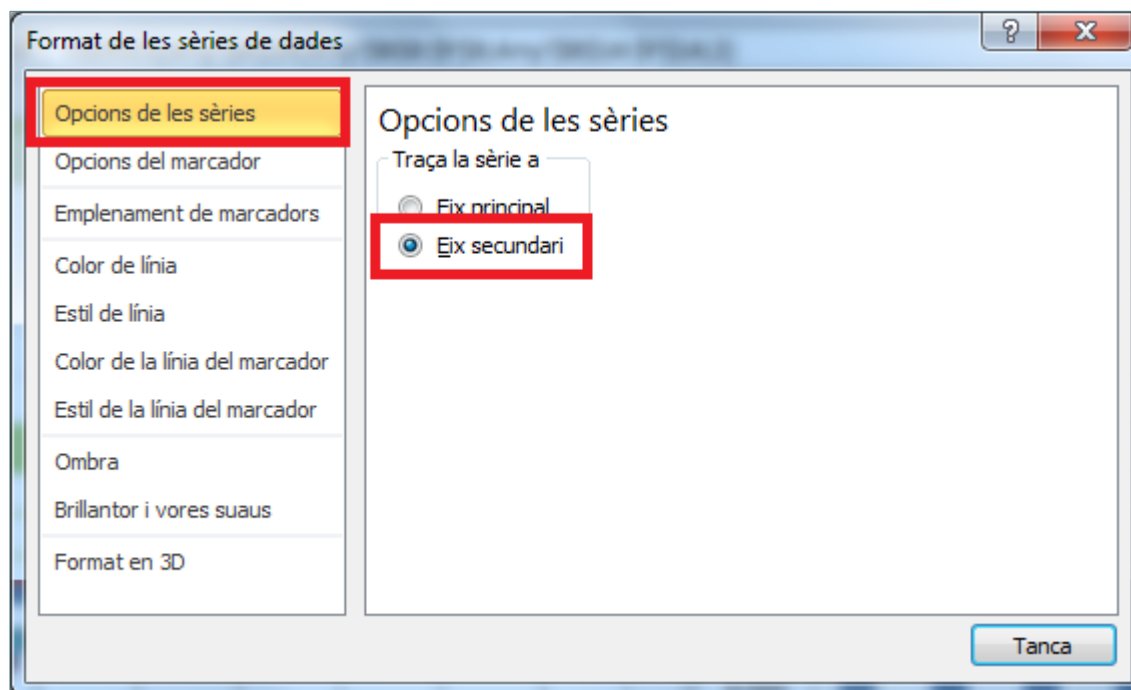 Format de les sèries de dades
Opcions de les sèries
Opcions del marcador
Emplenament de marcadors
Color de línia
Estil de línia
Color de la línia del marcador
Estil de la línia del marcador
Ombra
Brillantor i vores suaus
Format en 3D
Opcions de les sèries
Traça la sèrie a
Eix principal
Eix secundari
Tanca